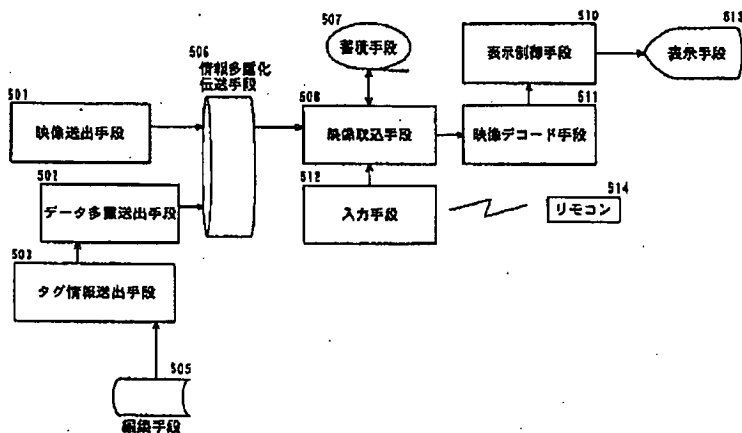 501
映像送出手段
502
データ多重送出手段
503
タグ情報送出手段
505
編集手段
506
情報多重化
伝送手段
507
蓄積手段
508
映像取込手段
512
入力手段
514
リモコン
510
表示制御手段
511
映像デコード手段
513
表示手段